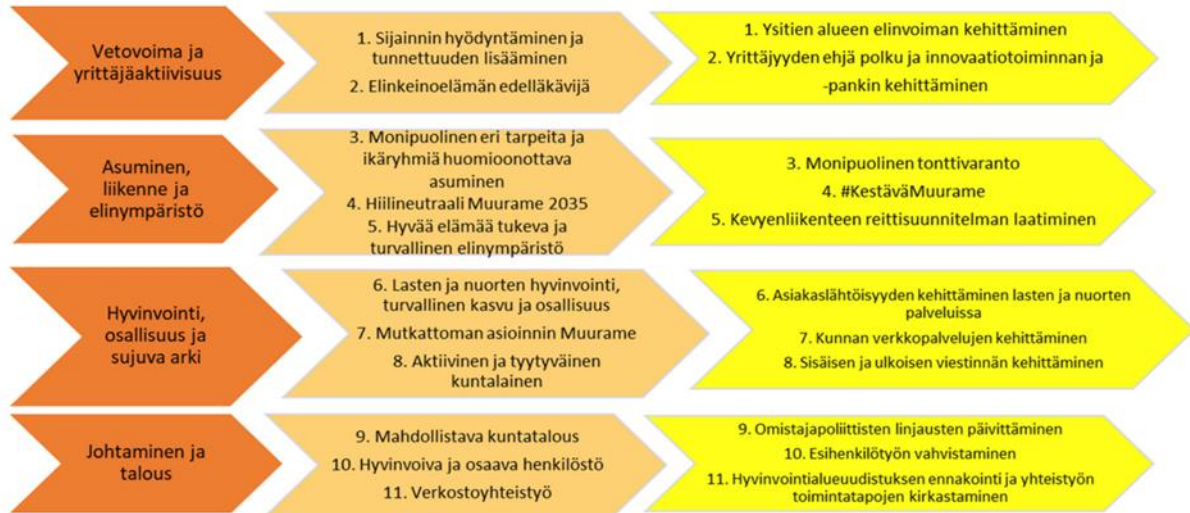 Vetovoima ja
yrittäjäaktiivisuus
1. Sijainnin hyödyntäminen ja
tunnettuuden lisääminen
2. Elinkeinoelämän edelläkävijä
1. Ysitien alueen elinvoiman kehittäminen
2. Yrittäjyyden ehjä polku ja innovaatiotoiminnan ja
-pankin kehittäminen
Asuminen,
liikenne ja
elinympäristö
3. Monipuolinen eri tarpeita ja
ikäryhmiä huomioonottava
asuminen
4. Hiilineutraali Muurame 2035
5. Hyvää elämää tukeva ja
turvallinen elinympäristö
3. Monipuolinen tonttivaranto
4. #KestäväMuurame
5. Kevyenliikenteen reittisuunnitelman laatiminen
Hyvinvointi,
osallisuus ja
sujuva arki
6. Lasten ja nuorten hyvinvointi,
turvallinen kasvu ja osallisuus
7. Mutkattoman asioinnin Muurame
8. Aktiivinen ja tyytyväinen
kuntalainen
6. Asiakaslähtöisyyden kehittäminen lasten ja nuorten
palveluissa
7. Kunnan verkkopalvelujen kehittäminen
8. Sisäisen ja ulkoisen viestinnän kehittäminen
Johtaminen ja
talous
9. Mahdollistava kuntatalous
10. Hyvinvoiva ja osaava henkilöstö
11. Verkostoyhteistyö
9. Omistajapoliittisten linjausten päivittäminen
10. Esihenkilötyön vahvistaminen
11. Hyvinvointialueuudistuksen ennakointi ja yhteistyön
toimintatapojen kirkastaminen